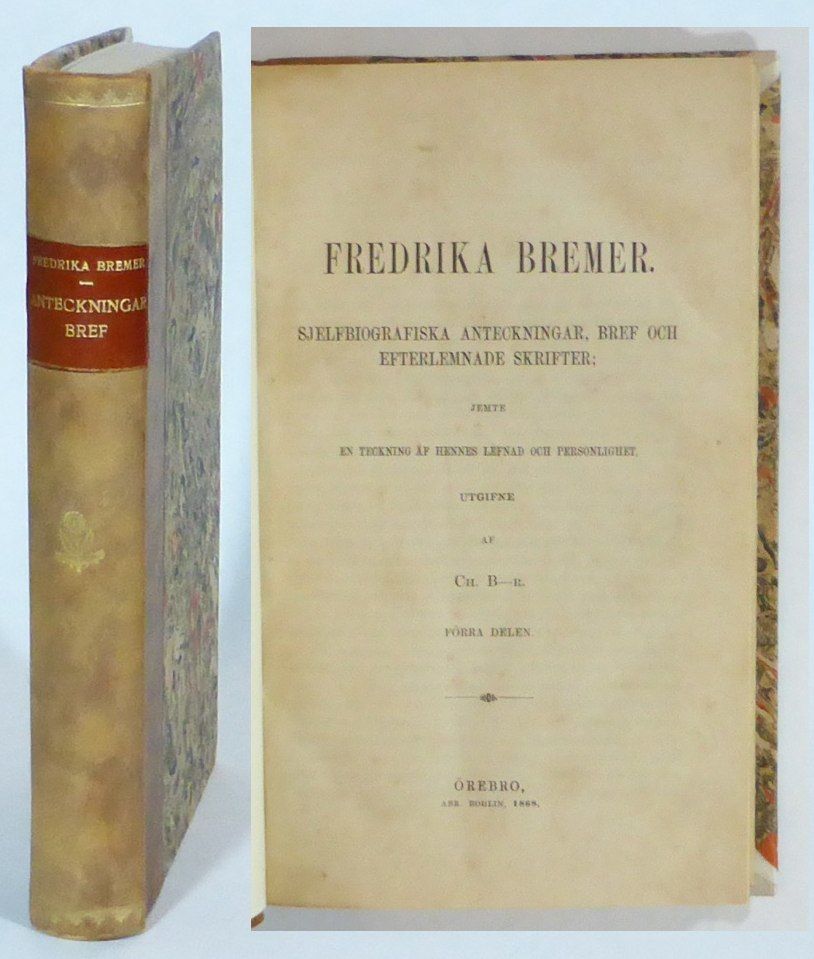 FREDRIKA BREMER
ANTECKNINGAR
BREF
FREDRIKA BREMER.
SJELFBIOGRAFISKA ANTECKNINGAR, BREF OCH
EFTERLEMNADE SKRIFTER;
JEMTE
EN TECKNING AF HENNES LEFNAD OCH PERSONLIGHET,
UTGIFNE
AF
CH. B—R.
FÖRRA DELEN.
ÖREBRO,
ABR. BOHLIN, 1868.